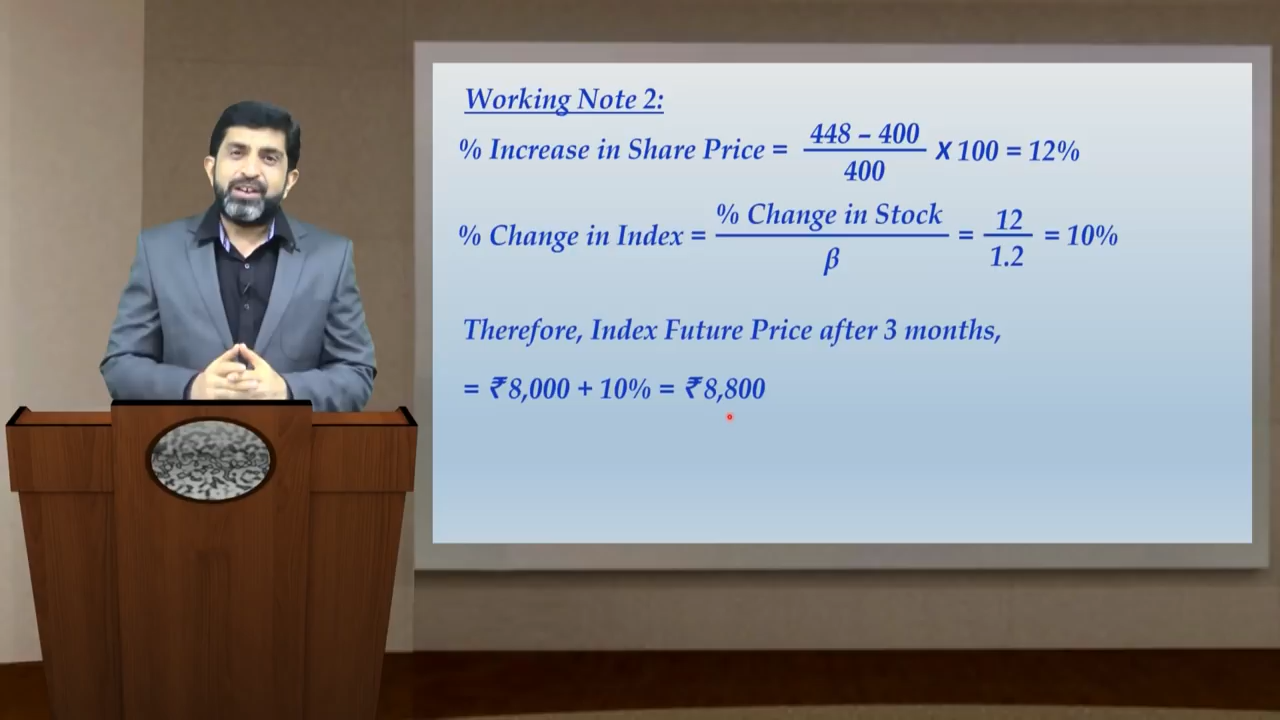 Working Note 2:
% Increase in Share Price = 448 – 400 / 400 X 100 = 12%
% Change in Index = % Change in Stock / β = 12 / 1.2 = 10%
Therefore, Index Future Price after 3 months,
= ₹8,000 + 10% = ₹8,800